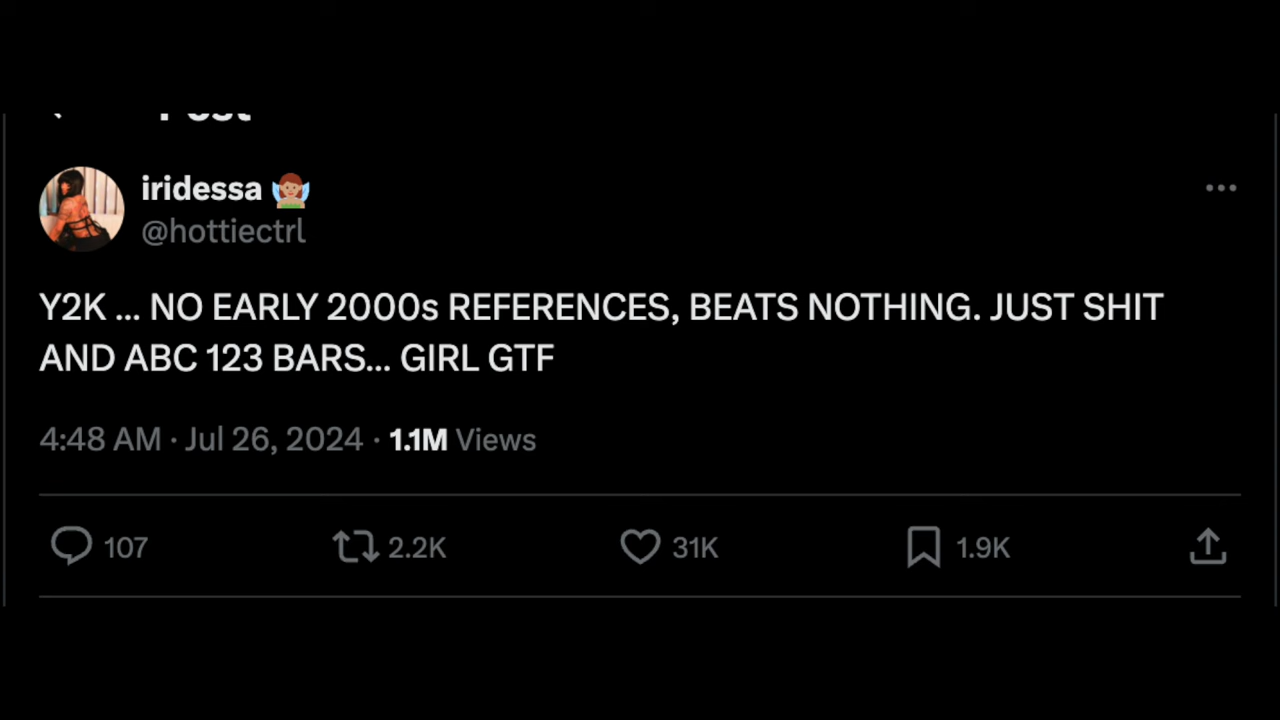 Post
iridessa 🧚🏼
@hottiectrl
Y2K ... NO EARLY 2000s REFERENCES, BEATS NOTHING. JUST SHIT
AND ABC 123 BARS... GIRL GTF
4:48 AM · Jul 26, 2024 · 1.1M Views
107 2.2K 31K 1.9K